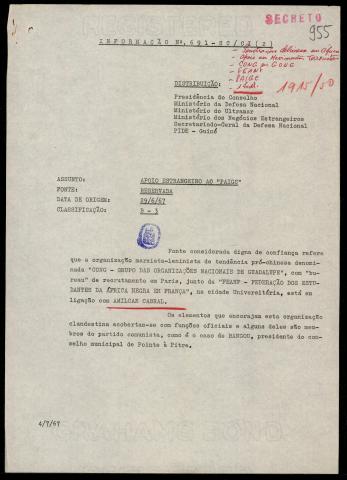 SECRETO
955
INFORMAÇÃO Nº. 691-SC/CI(2)
- CONG ou GONG
- FEANF
- PAIGC
1915/50
DISTRIBUIÇÃO:
Presidência do Conselho
Ministério da Defesa Nacional
Ministério do Ultramar
Ministério dos Negócios Estrangeiros
Secretariado-Geral da Defesa Nacional
PIDE - Guiné
ASSUNTO: APOIO ESTRANGEIRO AO "PAIGC"
FONTE: RESERVADA
DATA DE ORIGEM: 29/6/67
CLASSIFICAÇÃO: B - 3
Fonte considerada digna de confiança refere
que a organização marxista-leninista de tendência pró-chinesa denomi
nada "CONG - GRUPO DAS ORGANIZAÇÕES NACIONAIS DE GUADALUPE", com "bu-
reau" de recrutamento em Paris, junto da "FEANF - FEDERAÇÃO DOS ESTU-
DANTES DA ÁFRICA NEGRA EM FRANÇA", na cidade Universitária, está em
ligação com AMILCAR CABRAL.
Os elementos que encorajam esta organização
clandestina acobertam-se com funções oficiais e alguns deles são mem-
bros do partido comunista, como é o caso de BANGOU, presidente do con-
selho municipal de Pointe à Pitre.
4/7/67